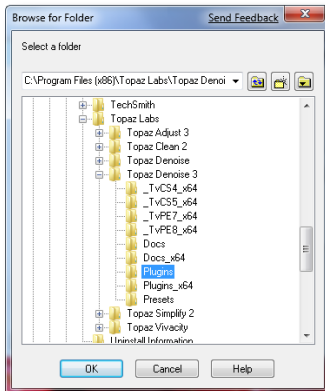 Browse for Folder
Send Feedback
Select a folder
C:\Program Files (x86)\Topaz Labs\Topaz Denoi
TechSmith
Topaz Labs
Topaz Adjust 3
Topaz Clean 2
Topaz Denoise
Topaz Denoise 3
_TvCS4_x64
_TvCS5_x64
_TvPE7_x64
_TvPE8_x64
Docs
Docs_x64
Plugins
Plugins_x64
Presets
Topaz Simplify 2
Topaz Vivacity
Uninstall Information
OK
Cancel
Help